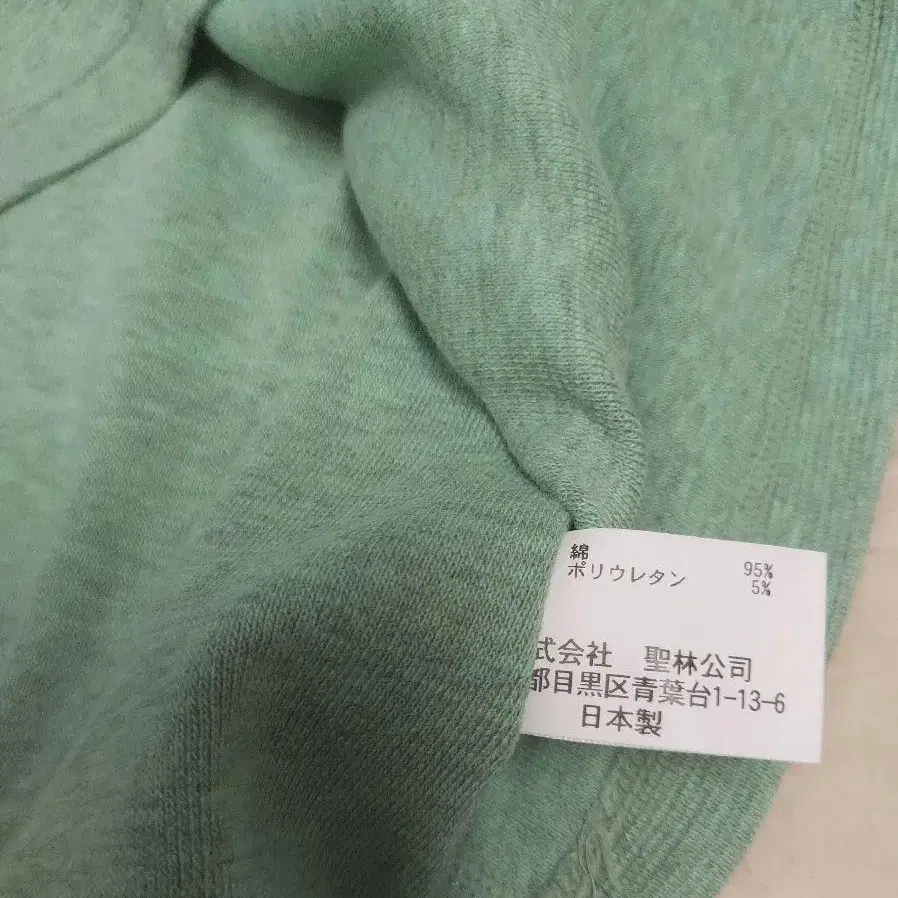 綿 95%
ポリウレタン 5%
式会社 聖林公司
都目黒区青葉台1-13-6
日本製